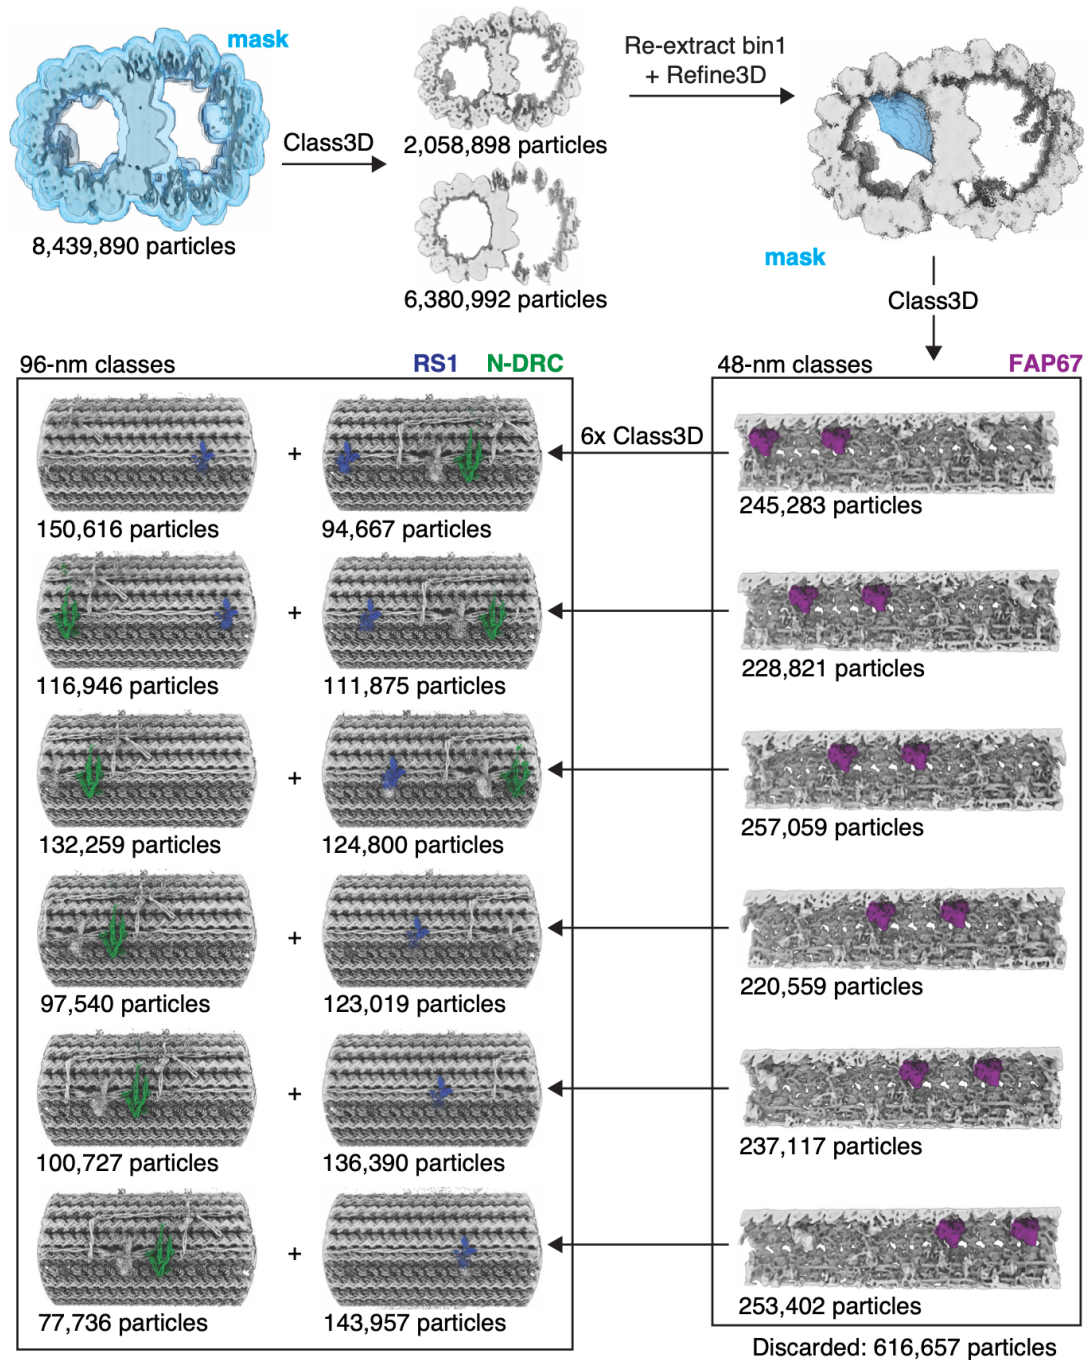 mask
8,439,890 particles
Class3D
2,058,898 particles
6,380,992 particles
Re-extract bin1
+ Refine3D
mask
Class3D
96-nm classes
RS1
N-DRC
48-nm classes
FAP67
6x Class3D
150,616 particles
+
94,667 particles
245,283 particles
116,946 particles
+
111,875 particles
228,821 particles
132,259 particles
+
124,800 particles
257,059 particles
97,540 particles
+
123,019 particles
220,559 particles
100,727 particles
+
136,390 particles
237,117 particles
77,736 particles
+
143,957 particles
253,402 particles
Discarded: 616,657 particles